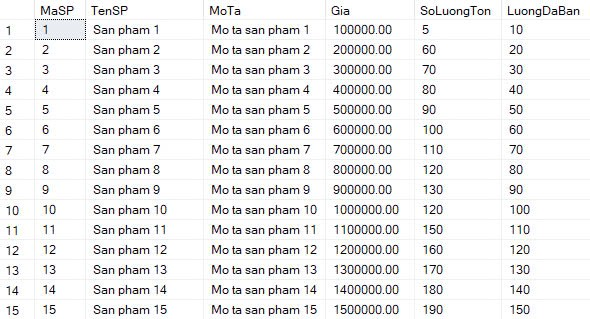 MaSP TenSP MoTa Gia SoLuongTon LuongDaBan
1 1 San pham 1 Mo ta san pham 1 100000.00 5 10
2 2 San pham 2 Mo ta san pham 2 200000.00 60 20
3 3 San pham 3 Mo ta san pham 3 300000.00 70 30
4 4 San pham 4 Mo ta san pham 4 400000.00 80 40
5 5 San pham 5 Mo ta san pham 5 500000.00 90 50
6 6 San pham 6 Mo ta san pham 6 600000.00 100 60
7 7 San pham 7 Mo ta san pham 7 700000.00 110 70
8 8 San pham 8 Mo ta san pham 8 800000.00 120 80
9 9 San pham 9 Mo ta san pham 9 900000.00 130 90
10 10 San pham 10 Mo ta san pham 10 1000000.00 120 100
11 11 San pham 11 Mo ta san pham 11 1100000.00 150 110
12 12 San pham 12 Mo ta san pham 12 1200000.00 160 120
13 13 San pham 13 Mo ta san pham 13 1300000.00 170 130
14 14 San pham 14 Mo ta san pham 14 1400000.00 180 140
15 15 San pham 15 Mo ta san pham 15 1500000.00 190 150